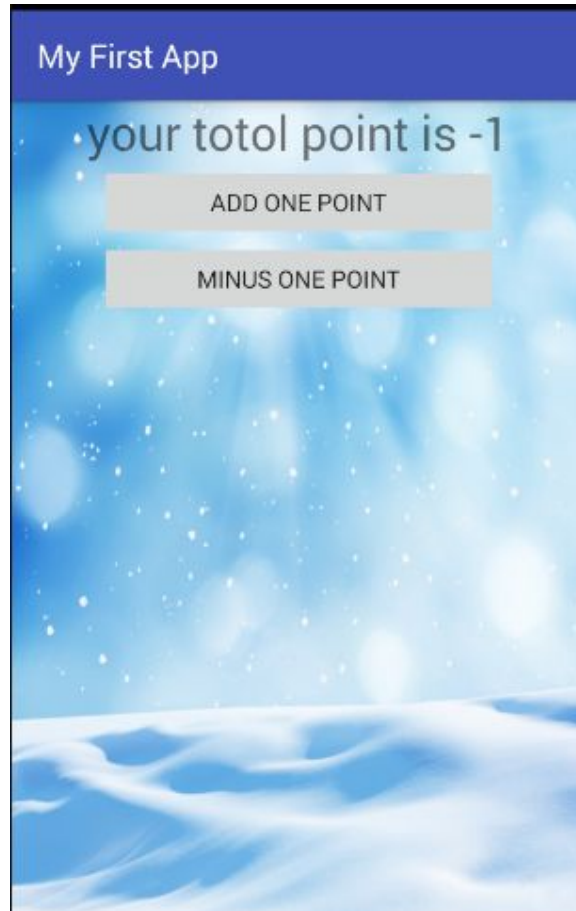 My First App
your totol point is -1
ADD ONE POINT
MINUS ONE POINT